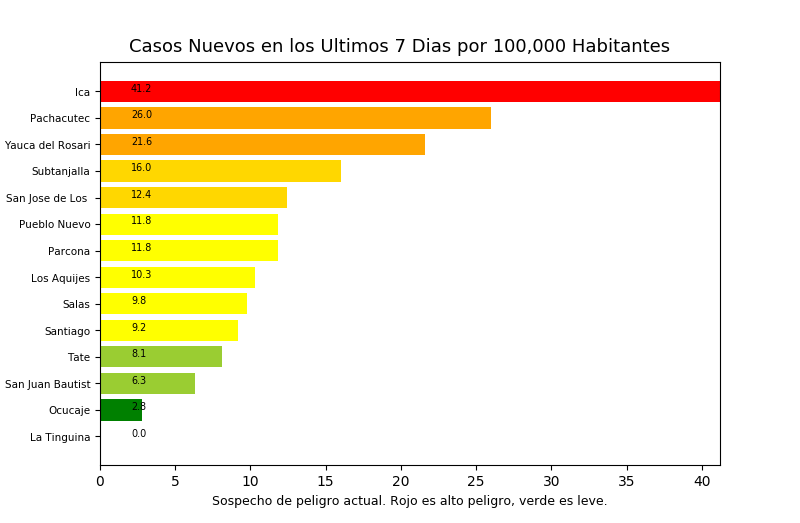 Casos Nuevos en los Ultimos 7 Dias por 100,000 Habitantes
Ica 41.2
Pachacutec 26.0
Yauca del Rosari 21.6
Subtanjalla 16.0
San Jose de Los 12.4
Pueblo Nuevo 11.8
Parcona 11.8
Los Aquijes 10.3
Salas 9.8
Santiago 9.2
Tate 8.1
San Juan Bautist 6.3
Ocucaje 2.8
La Tinguina 0.0
0 5 10 15 20 25 30 35 40
Sospecho de peligro actual. Rojo es alto peligro, verde es leve.